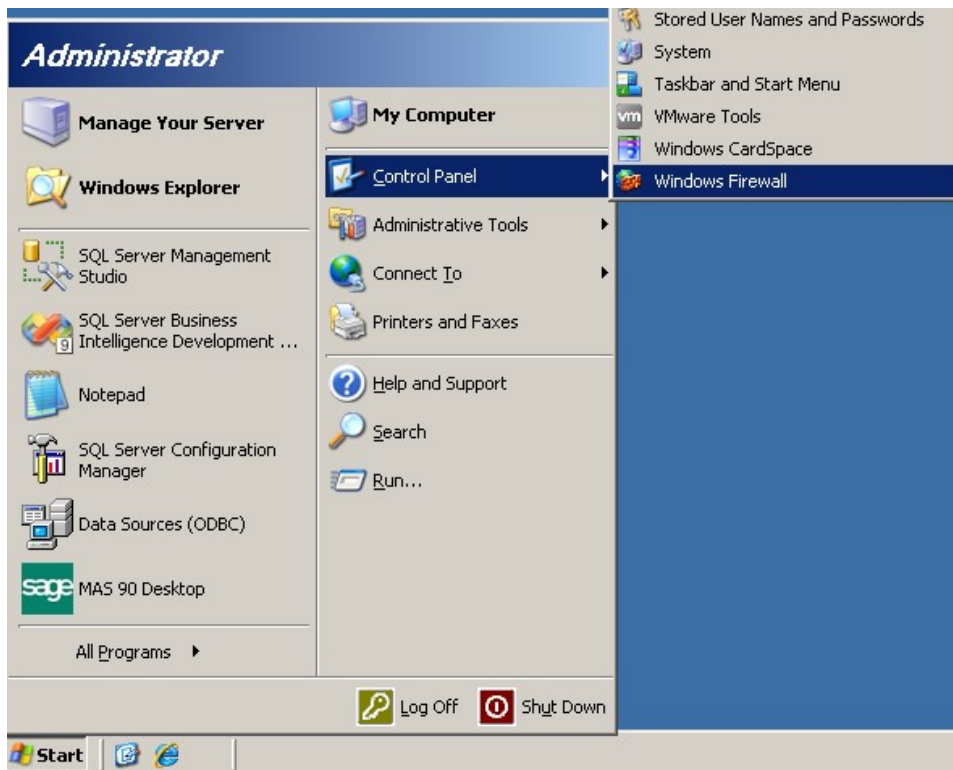 Administrator
Manage Your Server
Windows Explorer
SQL Server Management
Studio
SQL Server Business
9
Intelligence Development ...
Notepad
SQL Server Configuration
Manager
Data Sources (ODBC)
sage MAS 90 Desktop
All Programs
My Computer
Control Panel
Administrative Tools
Connect To
Printers and Faxes
Help and Support
Search
Run...
Log Off
Shut Down
Stored User Names and Passwords
System
Taskbar and Start Menu
vm VMware Tools
Windows CardSpace
Windows Firewall
Start